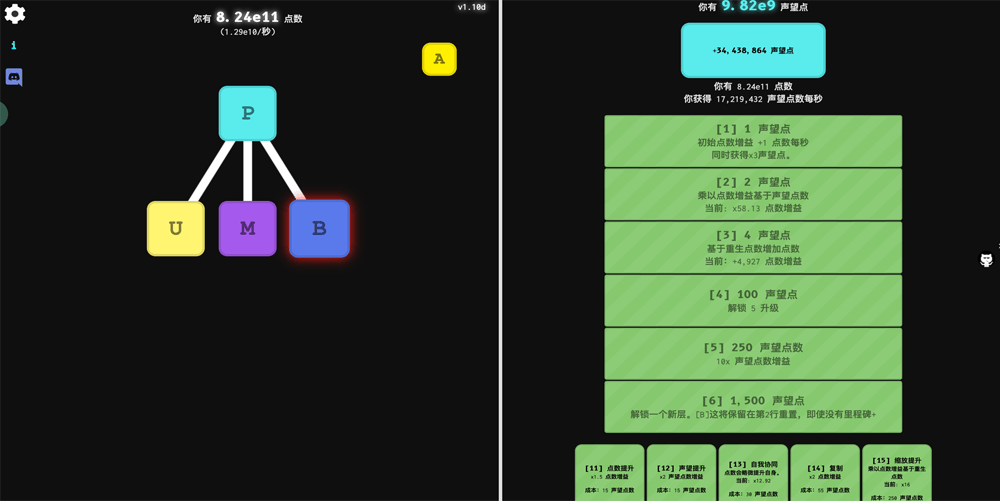 你有 8.24e11 点数
(1.29e10/秒)
v1.10d
i
A
P
U
M
B
你有 9.82e9 声望点
+34,438,864 声望点
你有 8.24e11 点数
你获得 17,219,432 声望点数每秒
[1] 1 声望点
初始点数增益 +1 点数每秒
同时获得x3声望点。
[2] 2 声望点
乘以点数增益基于声望点数
当前: x58.13 点数增益
[3] 4 声望点
基于重生点数增加点数
当前: +4,927 点数增益
[4] 100 声望点
解锁 5 升级
[5] 250 声望点数
10x 声望点数增益
[6] 1,500 声望点
解锁一个新层。[B]这将保留在第2行重置，即使没有里程碑+
[11] 点数提升
x1.5 点数增益
成本: 15 声望点数
[12] 声望提升
x2 声望点数增益
成本: 15 声望点数
[13] 自我协同
点数会略微提升自身。
当前: x12.92
成本: 30 声望点数
[14] 复制
x2 点数增益
成本: 55 声望点数
[15] 缩放提升
乘以点数增益基于重生
点数
当前: x10
成本: 250 声望点数